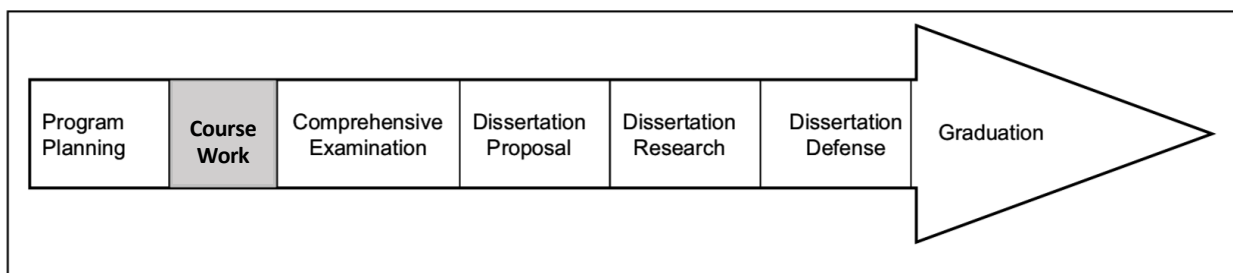 Program
Planning
Course
Work
Comprehensive
Examination
Dissertation
Proposal
Dissertation
Research
Dissertation
Defense
Graduation